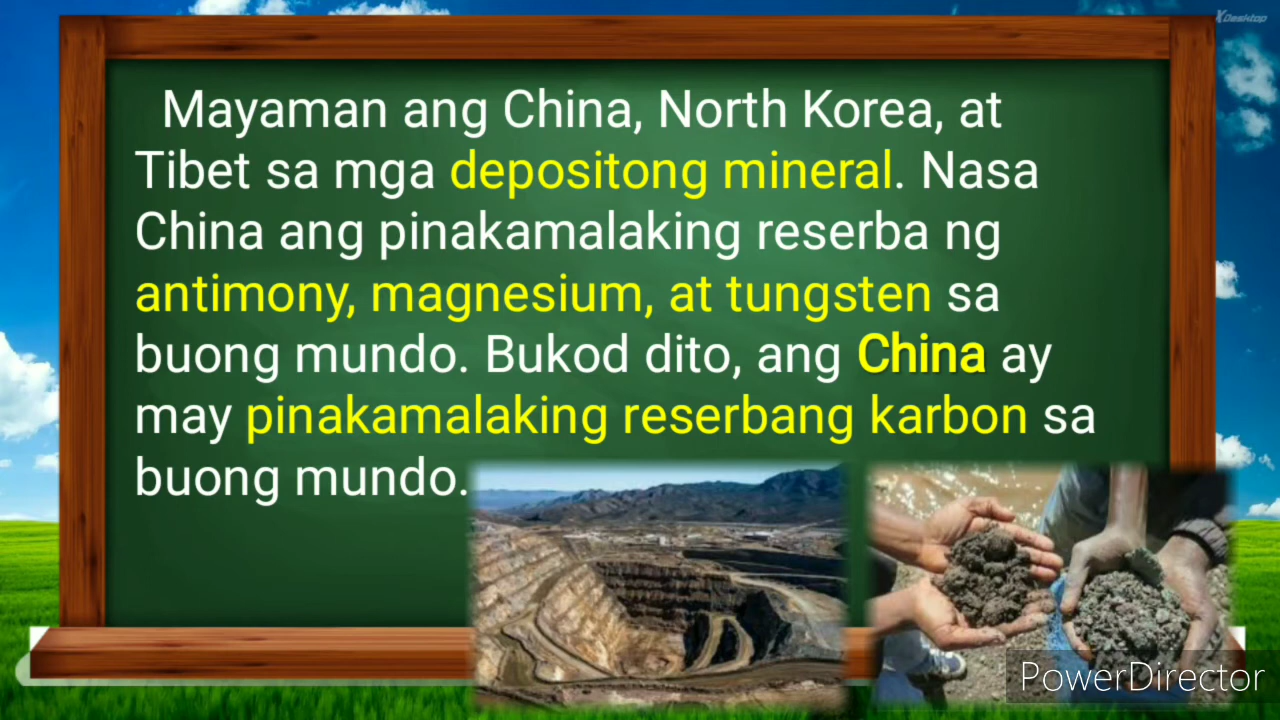 XDesktop
Mayaman ang China, North Korea, at
Tibet sa mga depositong mineral. Nasa
China ang pinakamalaking reserba ng
antimony, magnesium, at tungsten sa
buong mundo. Bukod dito, ang China ay
may pinakamalaking reserbang karbon sa
buong mundo.
PowerDirector